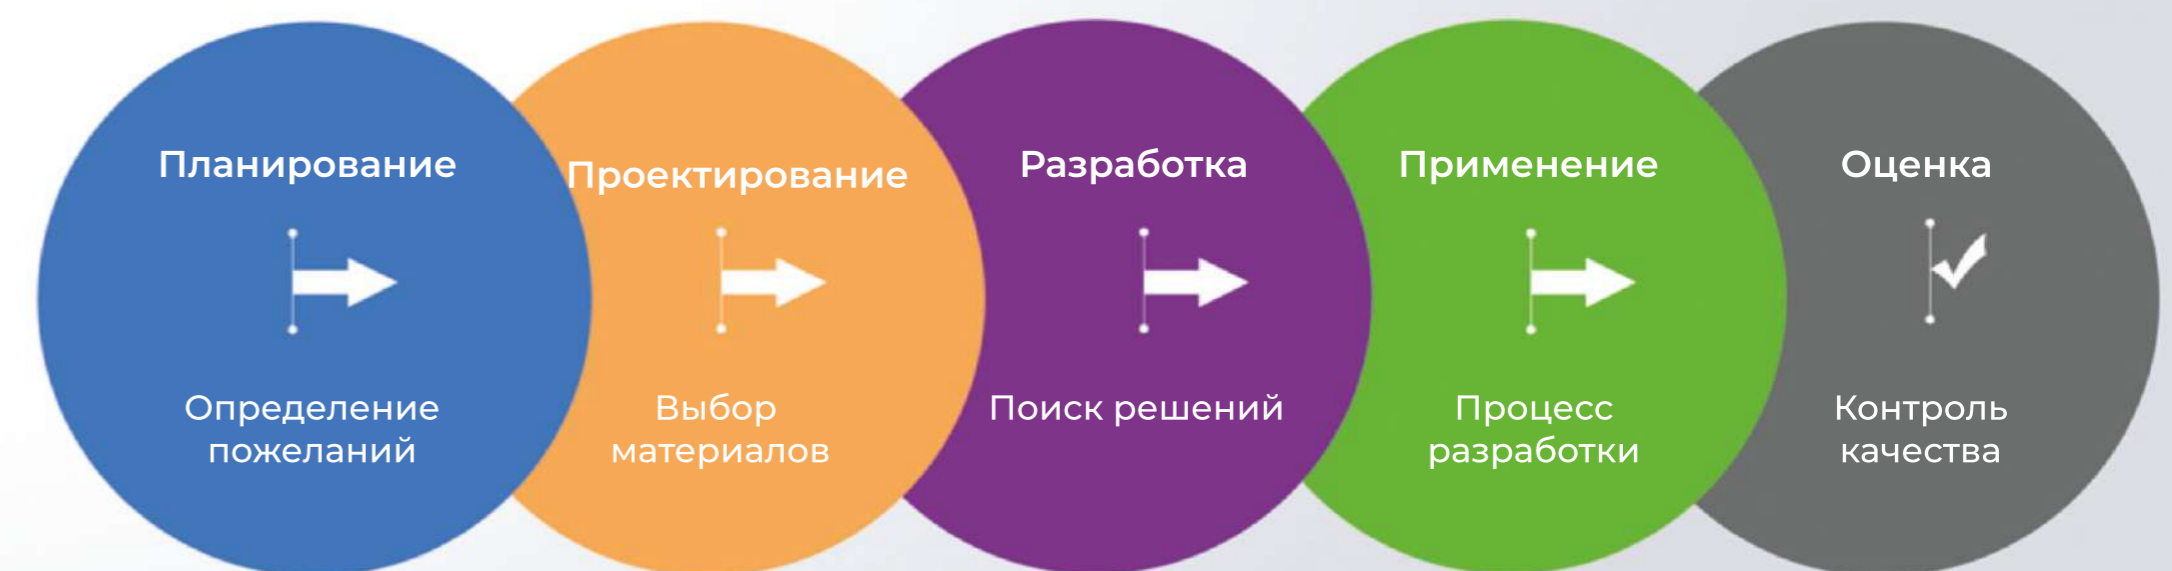 Планирование
Проектирование
Разработка
Применение
Оценка
Определение
пожеланий
Выбор
материалов
Поиск решений
Процесс
разработки
Контроль
качества